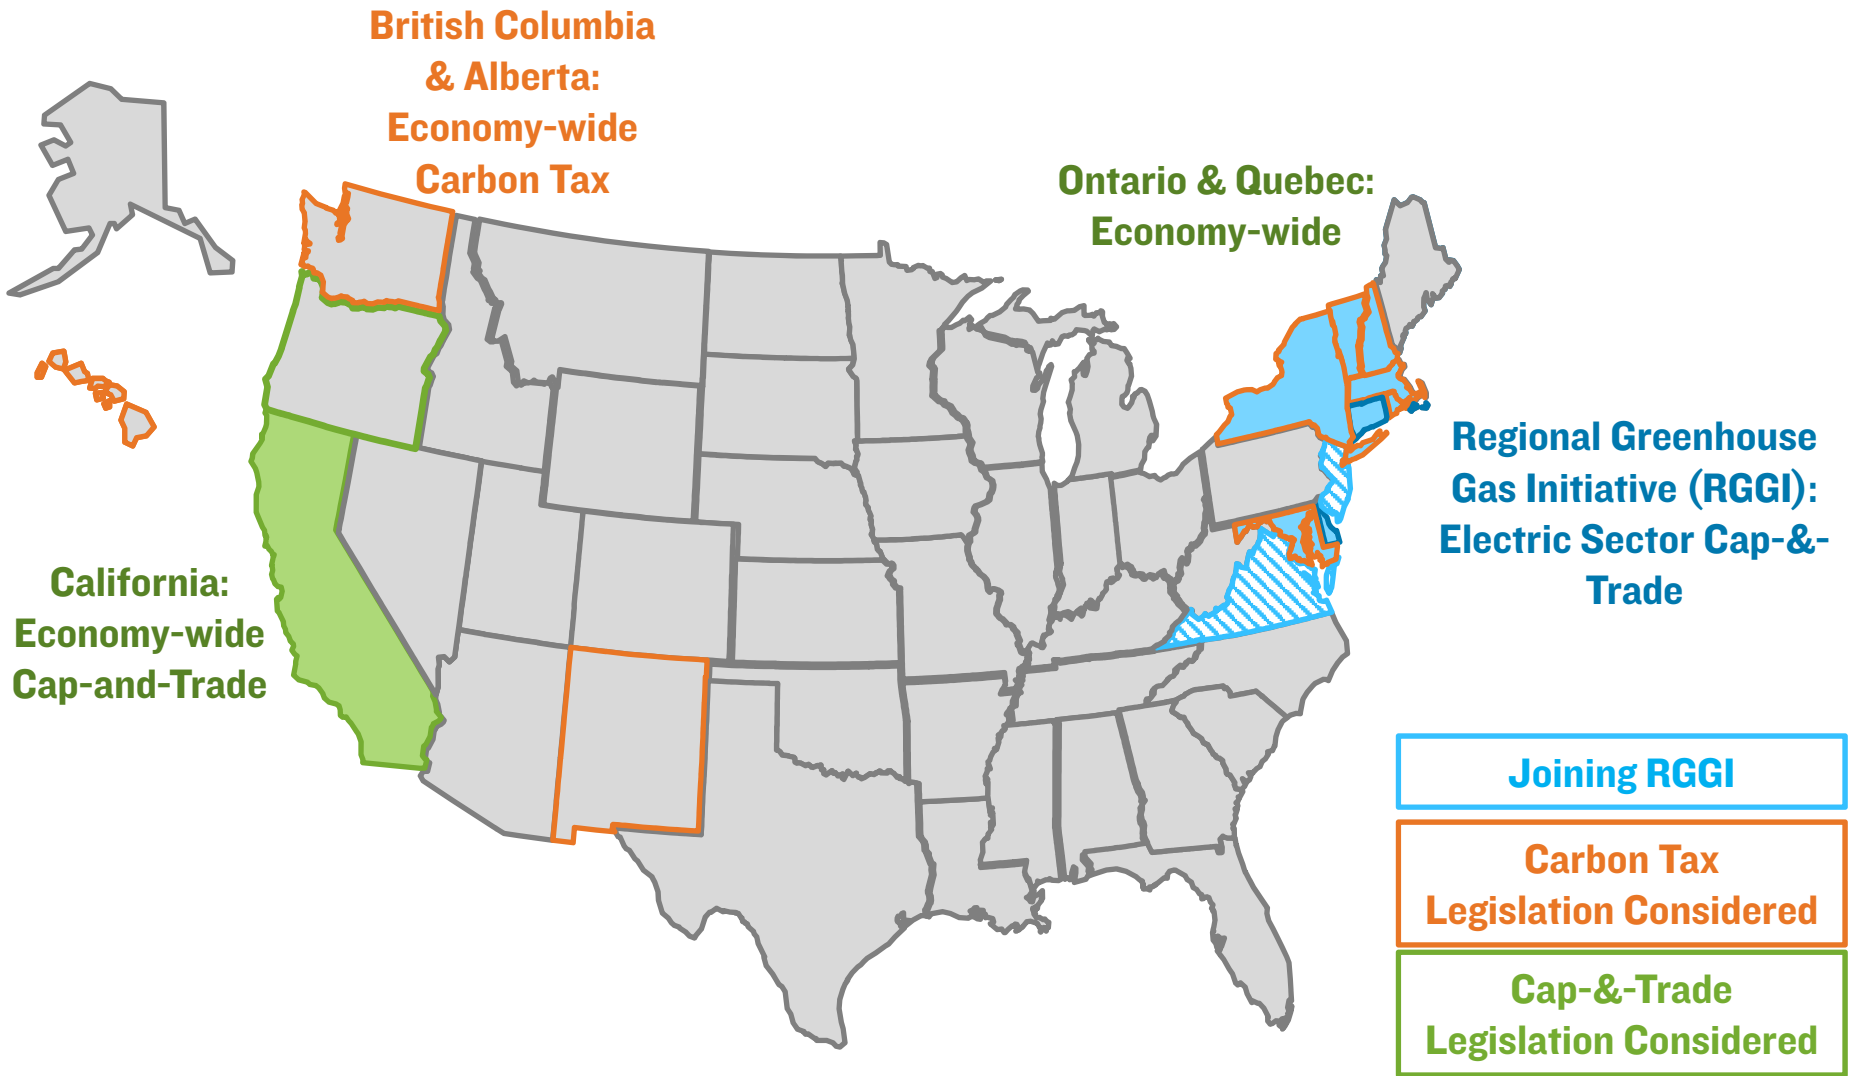 British Columbia
& Alberta:
Economy-wide
Carbon Tax
Ontario & Quebec:
Economy-wide
Regional Greenhouse
Gas Initiative (RGGI):
Electric Sector Cap-&-
Trade
California:
Economy-wide
Cap-and-Trade
Joining RGGI
Carbon Tax
Legislation Considered
Cap-&-Trade
Legislation Considered